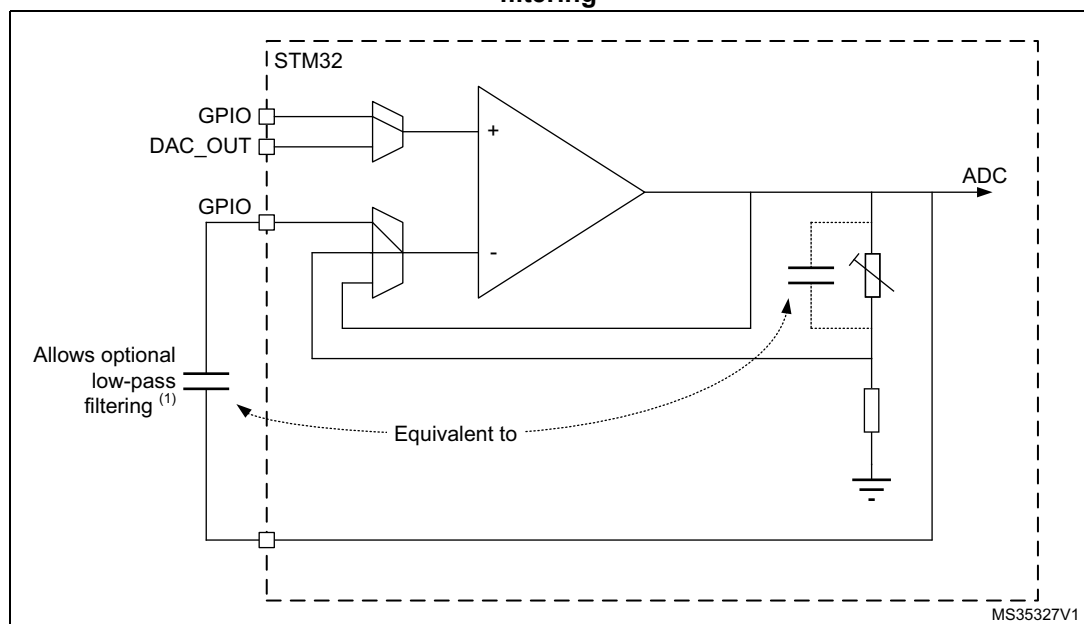 filtering
STM32
GPIO
DAC_OUT
GPIO
+
-
ADC
Allows optional
low-pass
filtering (1)
Equivalent to
MS35327V1